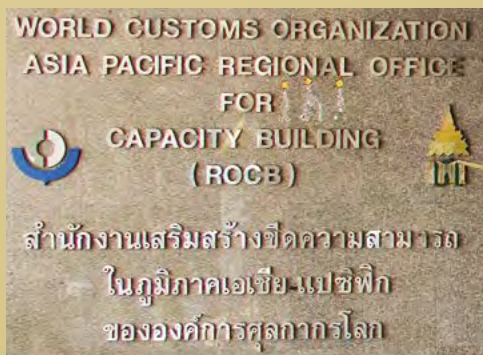 WORLD CUSTOMS ORGANIZATION
ASIA PACIFIC REGIONAL OFFICE
FOR
CAPACITY BUILDING
(ROCB)
สำนักงานเสริมสร้างขีดความสามารถ
ในภูมิภาคเอเชีย-แปซิฟิก
ขององค์การศุลกากรโลก